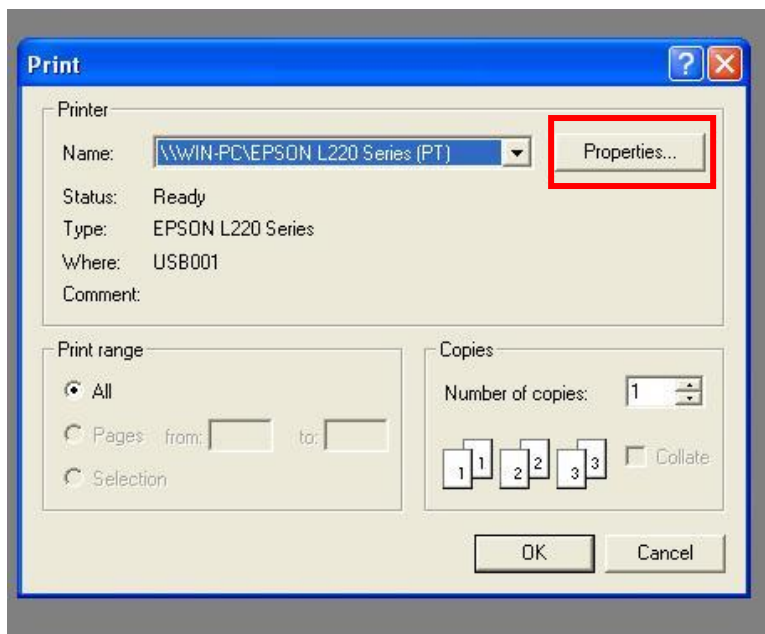 Print
Printer
Name: \\WIN-PC\EPSON L220 Series (PT) Properties...
Status: Ready
Type: EPSON L220 Series
Where: USB001
Comment:
Print range
All
Pages from: to:
Selection
Copies
Number of copies: 1
1 1 2 2 3 3 Collate
OK Cancel